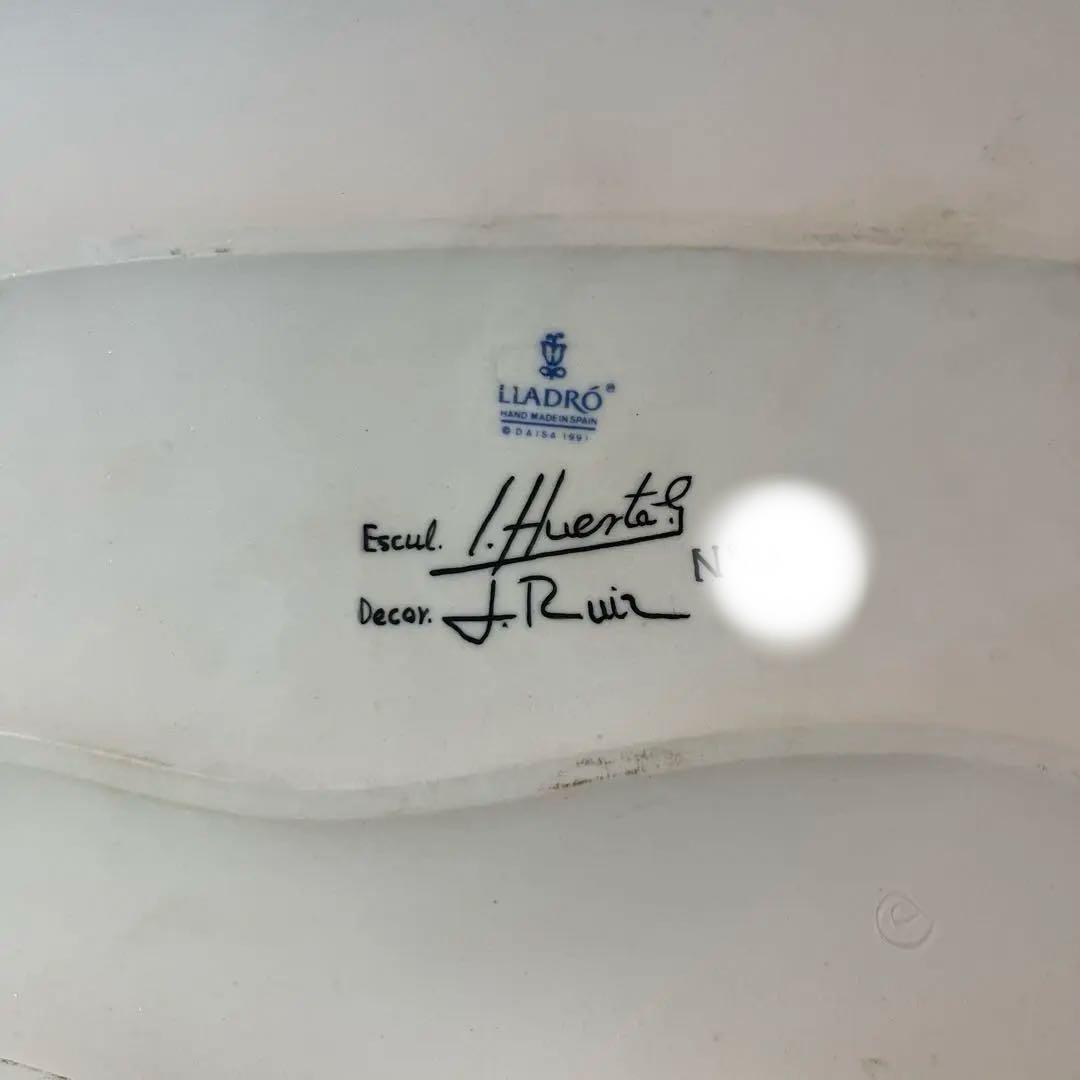 LLADRÓ®
HAND MADE IN SPAIN
© DAISA 1991
Escul. I. Huerta G
Decor. J. Ruiz
N